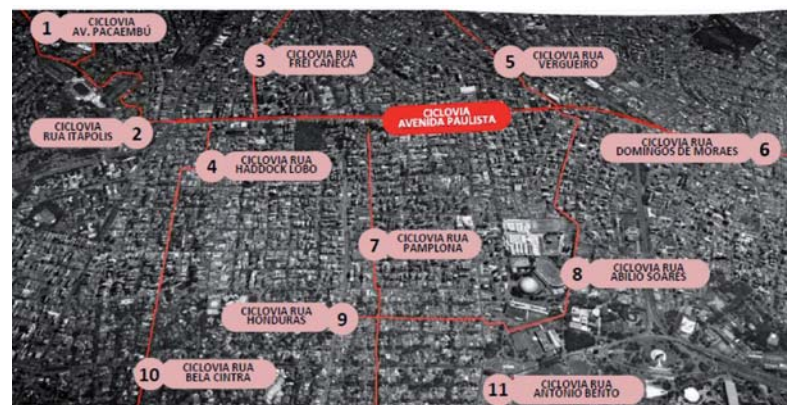 1
CICLOVIA
AV. PACAEMBÚ
3
CICLOVIA RUA
FREI CANECA
5
CICLOVIA RUA
VERGUEIRO
CICLOVIA
RUA ITÁPOLIS
2
CICLOVIA
AVENIDA PAULISTA
CICLOVIA RUA
DOMINGOS DE MORAES
6
4
CICLOVIA RUA
HADDOCK LOBO
7
CICLOVIA RUA
PAMPLONA
8
CICLOVIA RUA
ABILIO SOARES
CICLOVIA RUA
HONDURAS
9
10
CICLOVIA RUA
BELA CINTRA
11
CICLOVIA RUA
ANTONIO BENTO